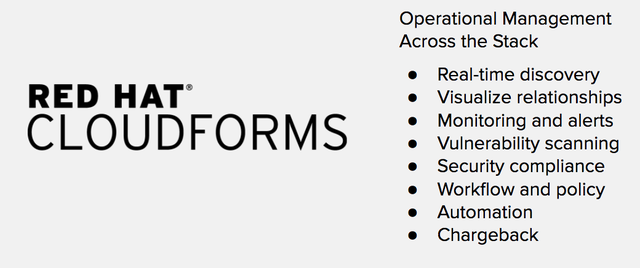 RED HAT®
CLOUDFORMS
Operational Management
Across the Stack
● Real-time discovery
● Visualize relationships
● Monitoring and alerts
● Vulnerability scanning
● Security compliance
● Workflow and policy
● Automation
● Chargeback